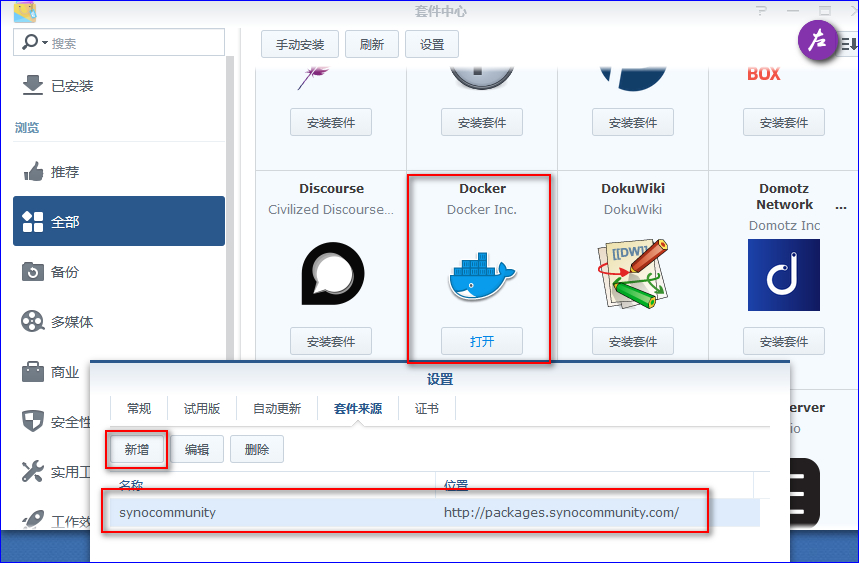 套件中心
搜索
手动安装
刷新
设置
左
已安装
浏览
推荐
全部
备份
多媒体
商业
安全性
实用工
工作效
BOX
安装套件
安装套件
安装套件
安装套件
Discourse
Civilized Discourse...
安装套件
Docker
Docker Inc.
打开
DokuWiki
DokuWiki
[[DW]]
安装套件
Domotz
Network
...
Domotz Inc
安装套件
erver
io
设置
常规
试用版
自动更新
套件来源
证书
新增
编辑
删除
名称
位置
synocommunity
http://packages.synocommunity.com/